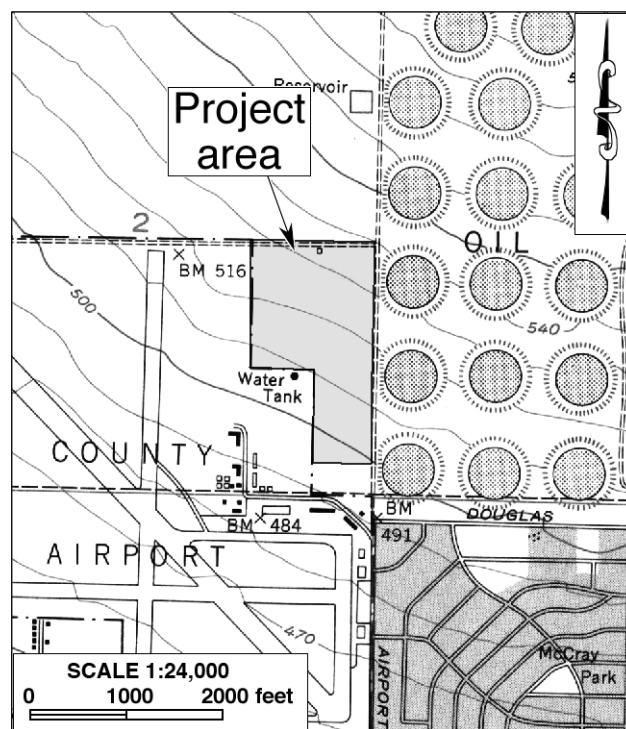 Reservoir
Project
area
2
OIL
BM 516
500
540
Water
Tank
COUNTY
BM 484
BM
491
DOUGLAS
AIRPORT
470
McCray
Park
AIRPORT
SCALE 1:24,000
0 1000 2000 feet